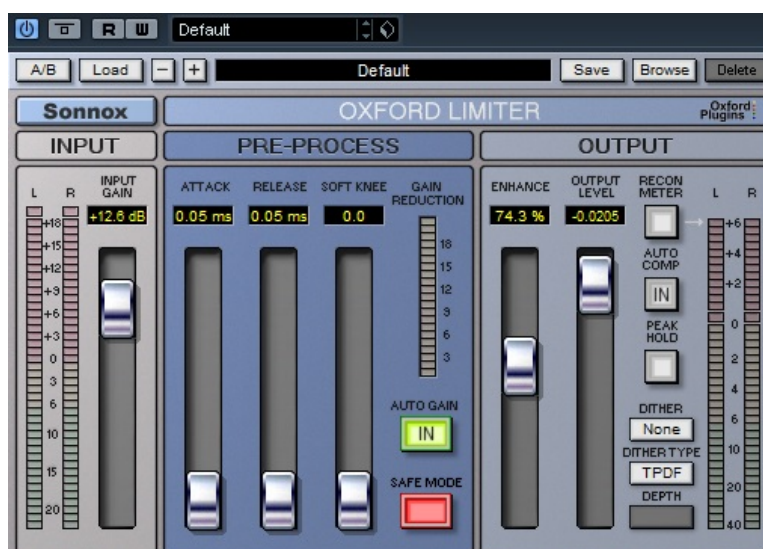 R W Default
A/B Load - + Default Save Browse Delete
Sonnox OXFORD LIMITER Oxford Plugins
INPUT PRE-PROCESS OUTPUT
L R INPUT GAIN
+12.6 dB
+18
+15
+12
+9
+6
+3
0
3
6
10
15
20
ATTACK RELEASE SOFT KNEE GAIN REDUCTION
0.05 ms 0.05 ms 0.0
18
15
12
9
6
3
AUTO GAIN
IN
SAFE MODE
ENHANCE OUTPUT LEVEL RECON METER L R
74.3 % -0.0205
AUTO COMP
IN
PEAK HOLD
DITHER
None
DITHER TYPE
TPDF
DEPTH
+6
+4
+2
0
2
4
6
10
20
40